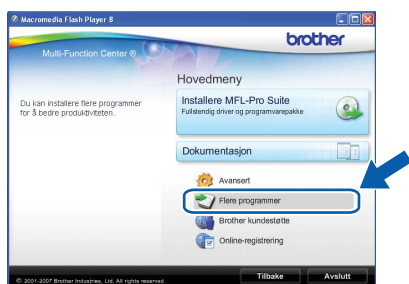 Macromedia Flash Player 8
brother
Multi-Function Center ®
Hovedmeny
Du kan installere flere programmer
for å bedre produktiviteten.
Installere MFL-Pro Suite
Fullstendig driver og programvarepakke
Dokumentasjon
Avansert
Flere programmer
Brother kundestøtte
Online-registrering
© 2001-2007 Brother Industries, Ltd. All rights reserved.
Tilbake
Avslutt